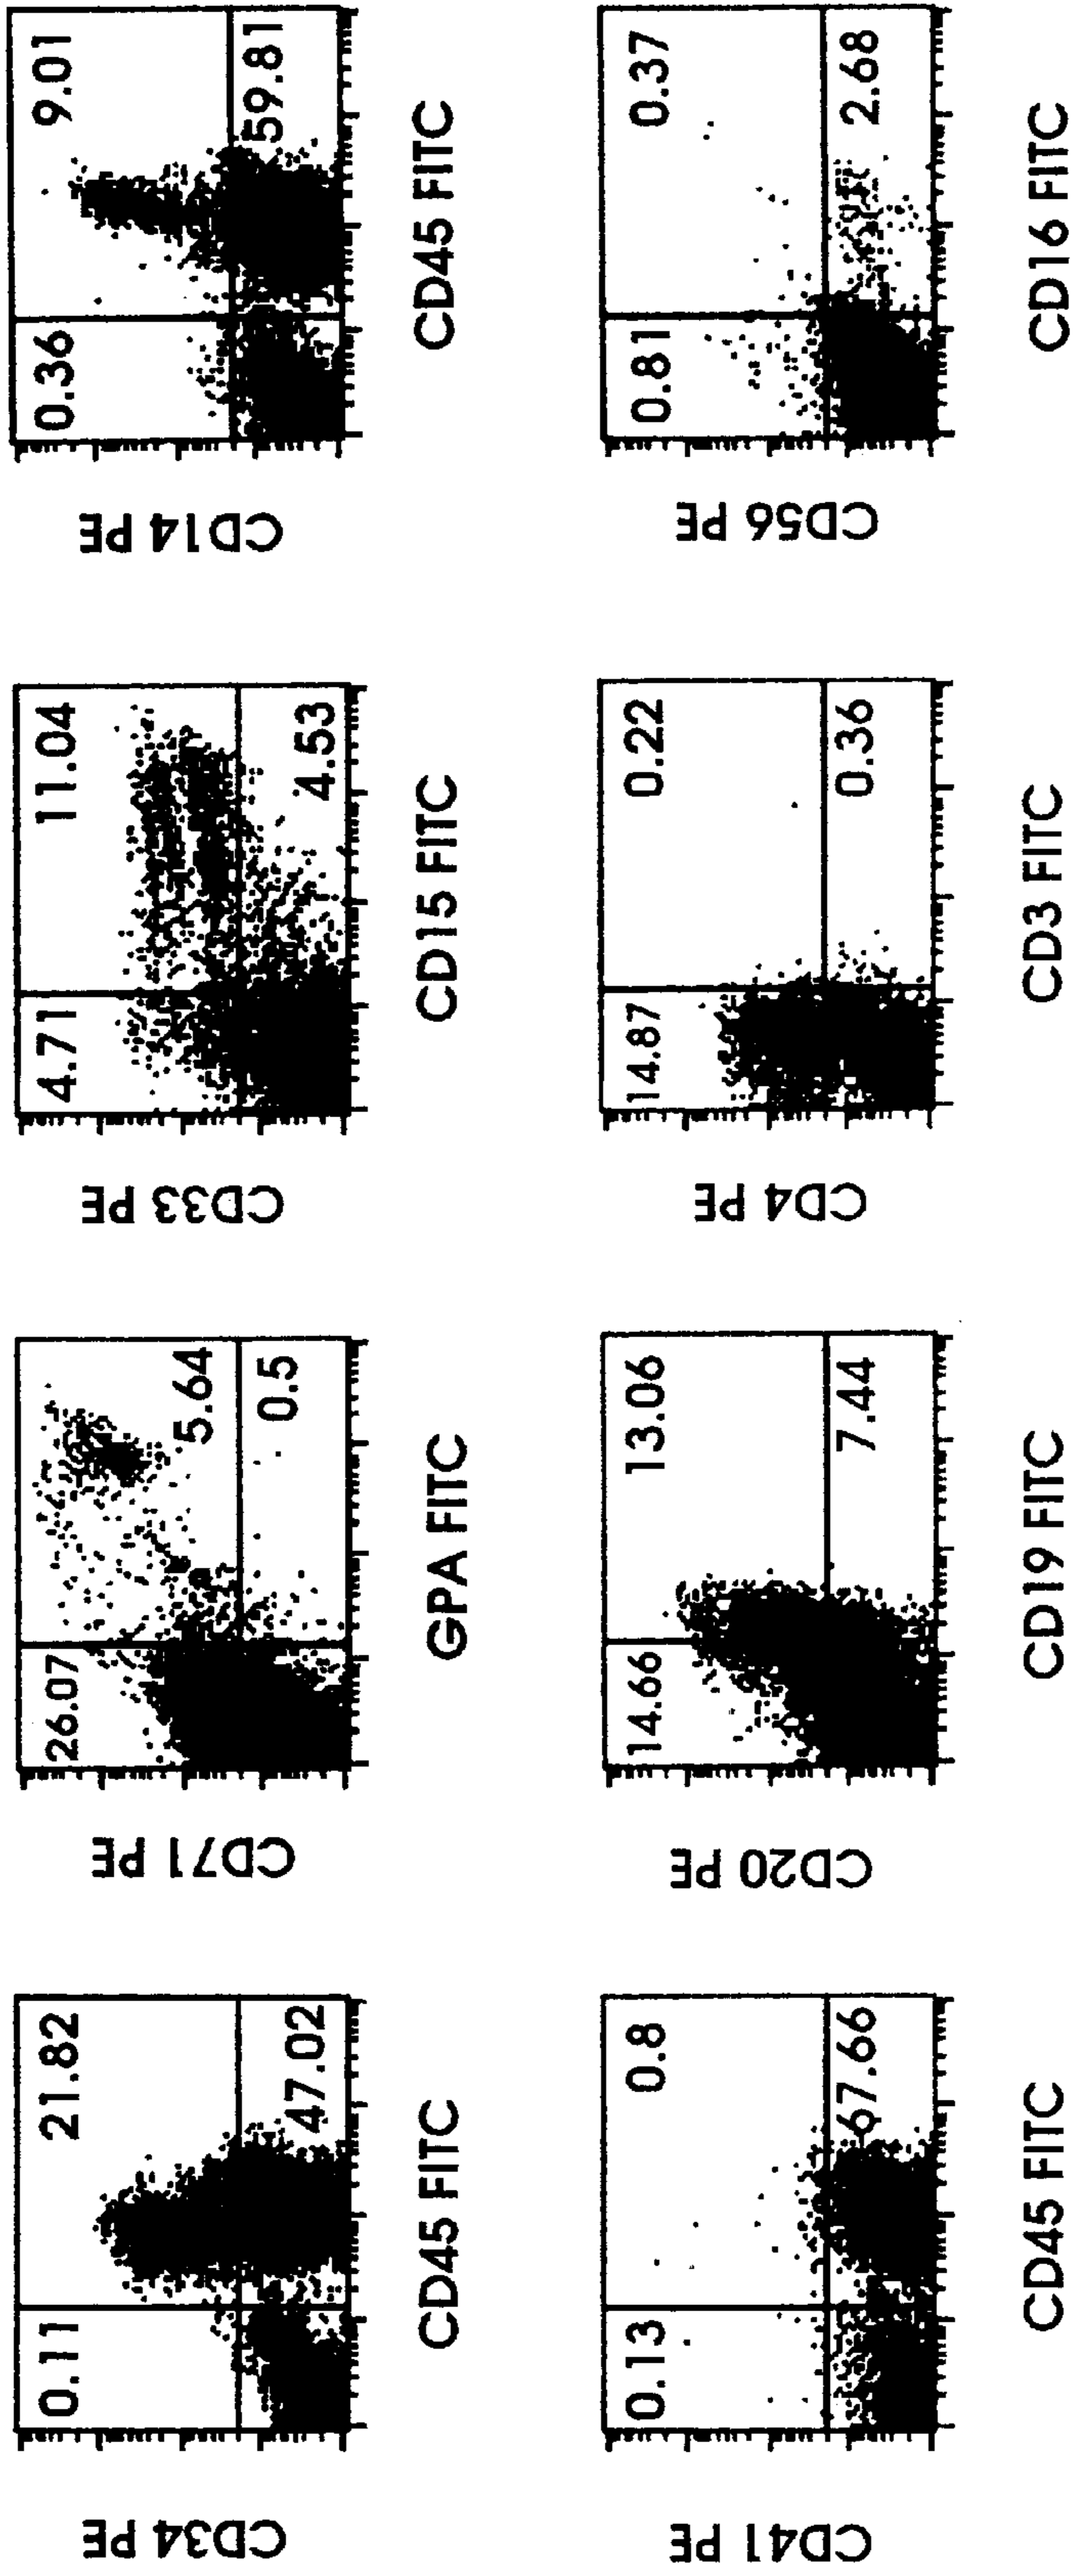 CD34 PE
0.11
21.82
47.02
CD45 FITC
CD71 PE
26.07
5.64
0.5
GPA FITC
CD33 PE
4.71
11.04
4.53
CD15 FITC
CD14 PE
0.36
9.01
59.81
CD45 FITC
CD41 PE
0.13
0.8
67.66
CD45 FITC
CD20 PE
14.66
13.06
7.44
CD19 FITC
CD4 PE
14.87
0.22
0.36
CD3 FITC
CD56 PE
0.81
0.37
2.68
CD16 FITC